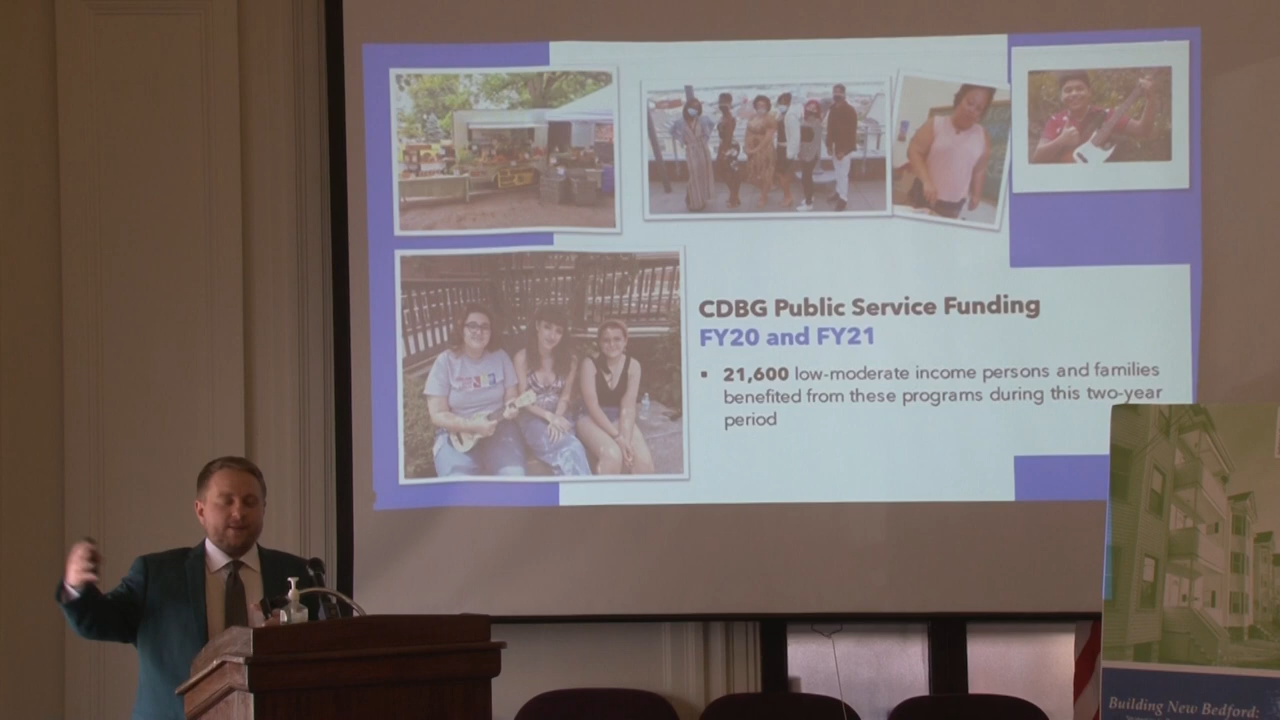 CDBG Public Service Funding
FY20 and FY21
▪ 21,600 low-moderate income persons and families
benefited from these programs during this two-year
period
Building New Bedford: